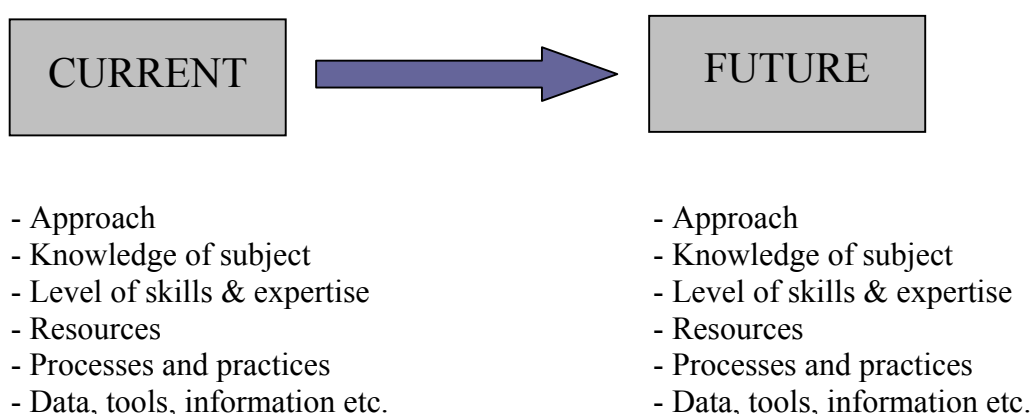 CURRENT
FUTURE
- Approach
- Knowledge of subject
- Level of skills & expertise
- Resources
- Processes and practices
- Data, tools, information etc.
- Approach
- Knowledge of subject
- Level of skills & expertise
- Resources
- Processes and practices
- Data, tools, information etc.